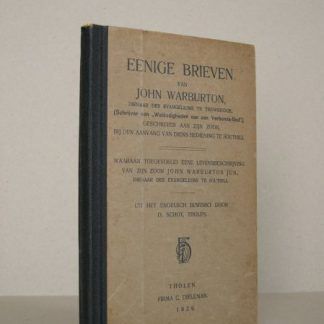 EENIGE BRIEVEN
VAN
JOHN WARBURTON,
DIENAAR DES EVANGELIUMS TE TROWBRIDGE,
(Schrijver van „Weldadigheden van een Verbonds-God”)
GESCHREVEN AAN ZIJN ZOON,
BIJ DEN AANVANG VAN DIENS BEDIENING TE SOUTHILL
WAARAAN TOEGEVOEGD EENE LEVENSBESCHRIJVING
VAN ZIJN ZOON JOHN WARBURTON JUN.
DIENAAR DES EVANGELIUMS TE SOUTHILL
UIT HET ENGELSCH BEWERKT DOOR
D. SCHOT, THOLEN.
THOLEN
FIRMA C. DIELEMAN
1926